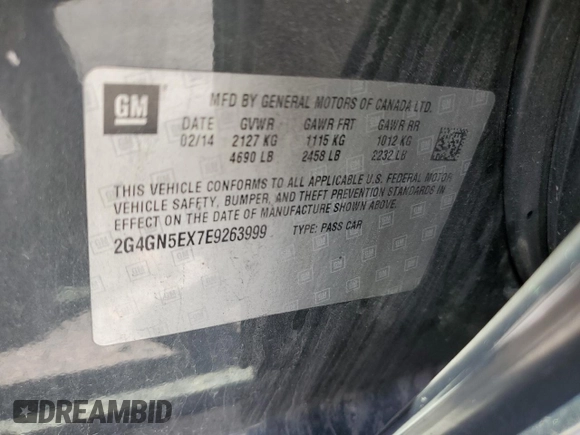 GM
MFD BY GENERAL MOTORS OF CANADA LTD.
DATE GVWR GAWR FRT GAWR RR
02/14 2127 KG 1115 KG 1012 KG
4690 LB 2458 LB 2232 LB
THIS VEHICLE CONFORMS TO ALL APPLICABLE U.S. FEDERAL MOTOR
VEHICLE SAFETY, BUMPER, AND THEFT PREVENTION STANDARDS IN
EFFECT ON THE DATE OF MANUFACTURE SHOWN ABOVE.
2G4GN5EX7E9263999 TYPE: PASS CAR
DREAMBID